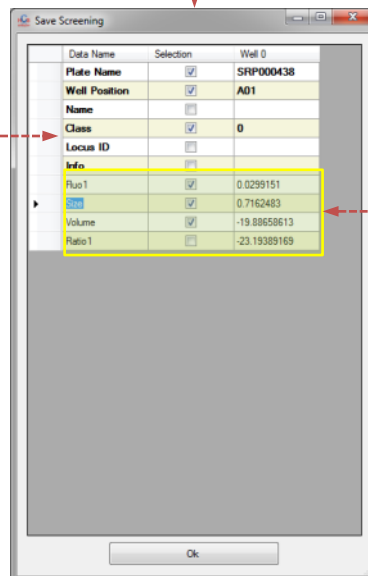 Save Screening
Data Name Selection Well 0
Plate Name SRP000438
Well Position A01
Name
Class 0
Locus ID
Info
Fluo1 0.0299151
Size 0.7162483
Volume -19.88658613
Ratio1 -23.19389169
Ok